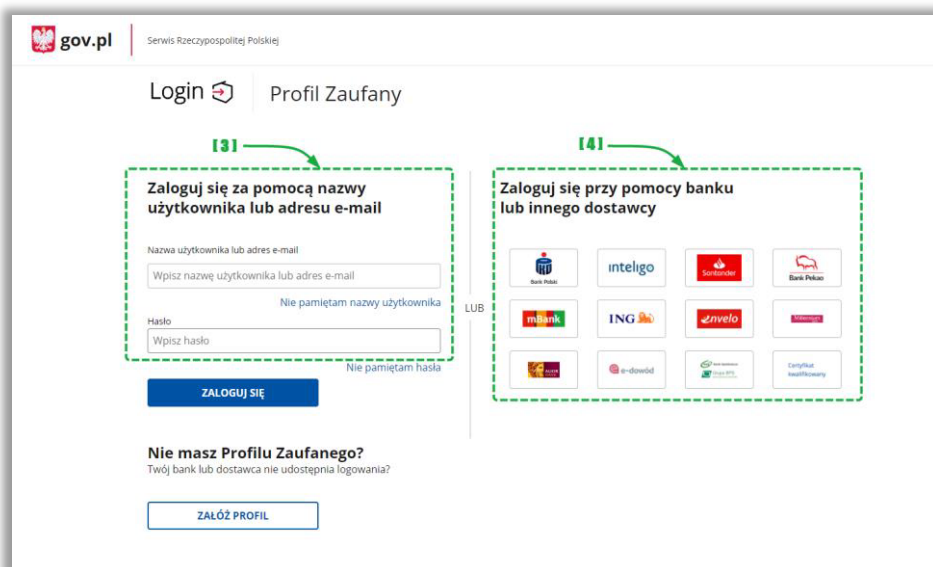 gov.pl
Serwis Rzeczypospolitej Polskiej
Login
Profil Zaufany
[3]
[4]
Zaloguj się za pomocą nazwy
użytkownika lub adresu e-mail
Nazwa użytkownika lub adres e-mail
Wpisz nazwę użytkownika lub adres e-mail
Nie pamiętam nazwy użytkownika
Hasło
Wpisz hasło
Nie pamiętam hasła
ZALOGUJ SIĘ
LUB
Zaloguj się przy pomocy banku
lub innego dostawcy
Bank Polski
inteligo
Santander
Bank Pekao
mBank
ING
envelo
Millennium
e-dowód
Grupa BPS
Certyfikat
kwalifikowany
Nie masz Profilu Zaufanego?
Twój bank lub dostawca nie udostępnia logowania?
ZAŁÓŻ PROFIL